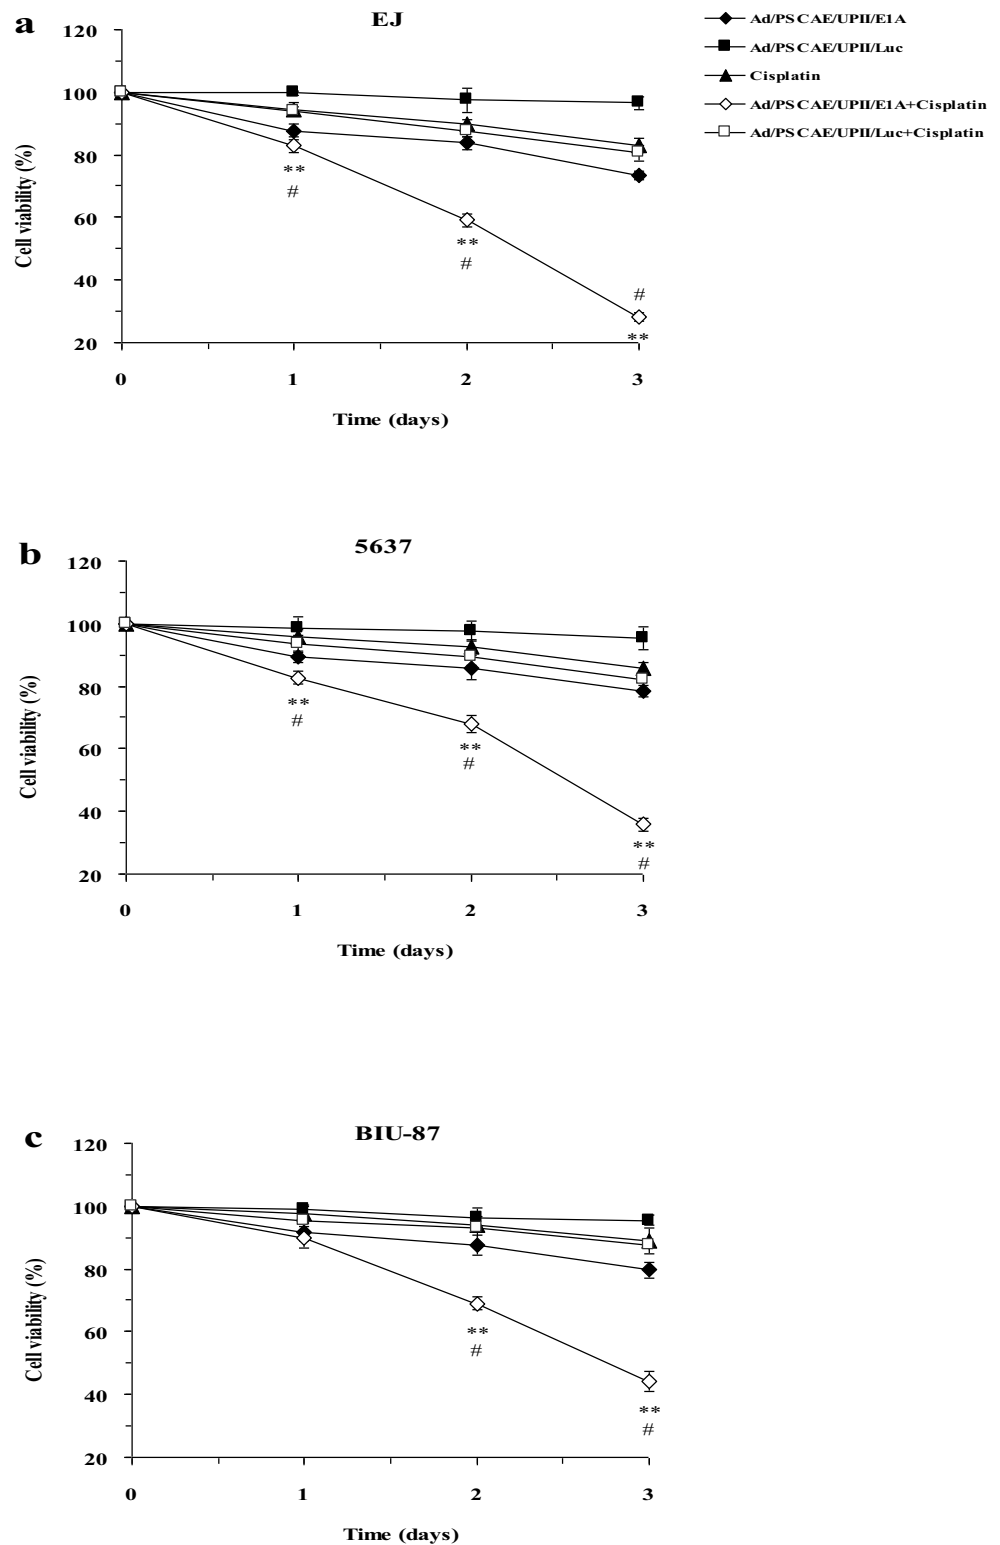 a
EJ
Ad/PSCAE/UPII/E1A
Ad/PSCAE/UPII/Luc
Cisplatin
Ad/PSCAE/UPII/E1A+Cisplatin
Ad/PSCAE/UPII/Luc+Cisplatin
Cell viability (%)
120
100
80
60
40
20
**
#
**
#
#
**
0 1 2 3
Time (days)
b
5637
Cell viability (%)
120
100
80
60
40
20
**
#
**
#
**
#
0 1 2 3
Time (days)
c
BIU-87
Cell viability (%)
120
100
80
60
40
20
**
#
**
#
0 1 2 3
Time (days)